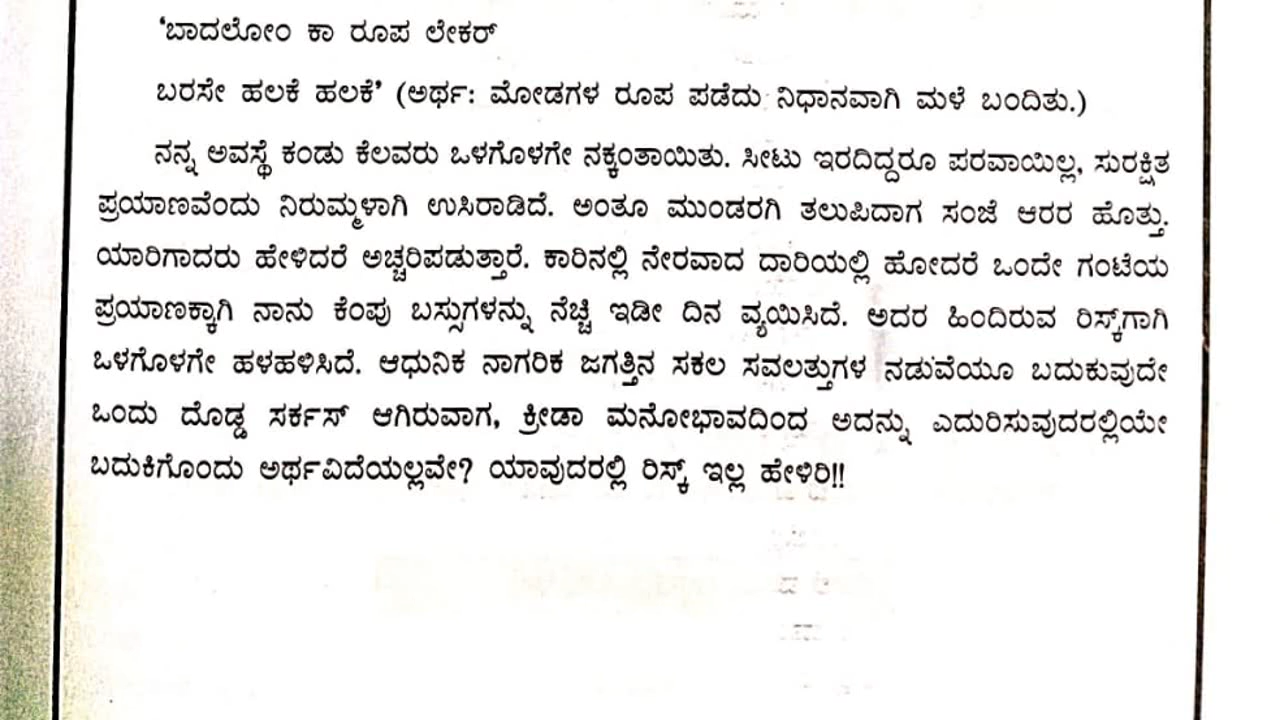 ‘ಬಾದಲೋಂ ಕಾ ರೂಪ ಲೇಕರ್
ಬರಸೇ ಹಲಕೆ ಹಲಕೆ’ (ಅರ್ಥ: ಮೋಡಗಳ ರೂಪ ಪಡೆದು ನಿಧಾನವಾಗಿ ಮಳೆ ಬಂದಿತು.)
ನನ್ನ ಅವಸ್ಥೆ ಕಂಡು ಕೆಲವರು ಒಳಗೊಳಗೇ ನಕ್ಕಂತಾಯಿತು. ಸೀಟು ಇರದಿದ್ದರೂ ಪರವಾಯಿಲ್ಲ, ಸುರಕ್ಷಿತ
ಪ್ರಯಾಣವೆಂದು ನಿರುಮ್ಮಳಾಗಿ ಉಸಿರಾಡಿದೆ. ಅಂತೂ ಮುಂಡರಗಿ ತಲುಪಿದಾಗ ಸಂಜೆ ಆರರ ಹೊತ್ತು.
ಯಾರಿಗಾದರು ಹೇಳಿದರೆ ಅಚ್ಚರಿಪಡುತ್ತಾರೆ. ಕಾರಿನಲ್ಲಿ ನೇರವಾದ ದಾರಿಯಲ್ಲಿ ಹೋದರೆ ಒಂದೇ ಗಂಟೆಯ
ಪ್ರಯಾಣಕ್ಕಾಗಿ ನಾನು ಕೆಂಪು ಬಸ್ಸುಗಳನ್ನು ನೆಚ್ಚಿ ಇಡೀ ದಿನ ವ್ಯಯಿಸಿದೆ. ಅದರ ಹಿಂದಿರುವ ರಿಸ್ಕ್‌ಗಾಗಿ
ಒಳಗೊಳಗೇ ಹಳಹಳಿಸಿದೆ. ಆಧುನಿಕ ನಾಗರಿಕ ಜಗತ್ತಿನ ಸಕಲ ಸವಲತ್ತುಗಳ ನಡುವೆಯೂ ಬದುಕುವುದೇ
ಒಂದು ದೊಡ್ಡ ಸರ್ಕಸ್ ಆಗಿರುವಾಗ, ಕ್ರೀಡಾ ಮನೋಭಾವದಿಂದ ಅದನ್ನು ಎದುರಿಸುವುದರಲ್ಲಿಯೇ
ಬದುಕಿಗೊಂದು ಅರ್ಥವಿದೆಯಲ್ಲವೇ? ಯಾವುದರಲ್ಲಿ ರಿಸ್ಕ್ ಇಲ್ಲ ಹೇಳಿರಿ!!